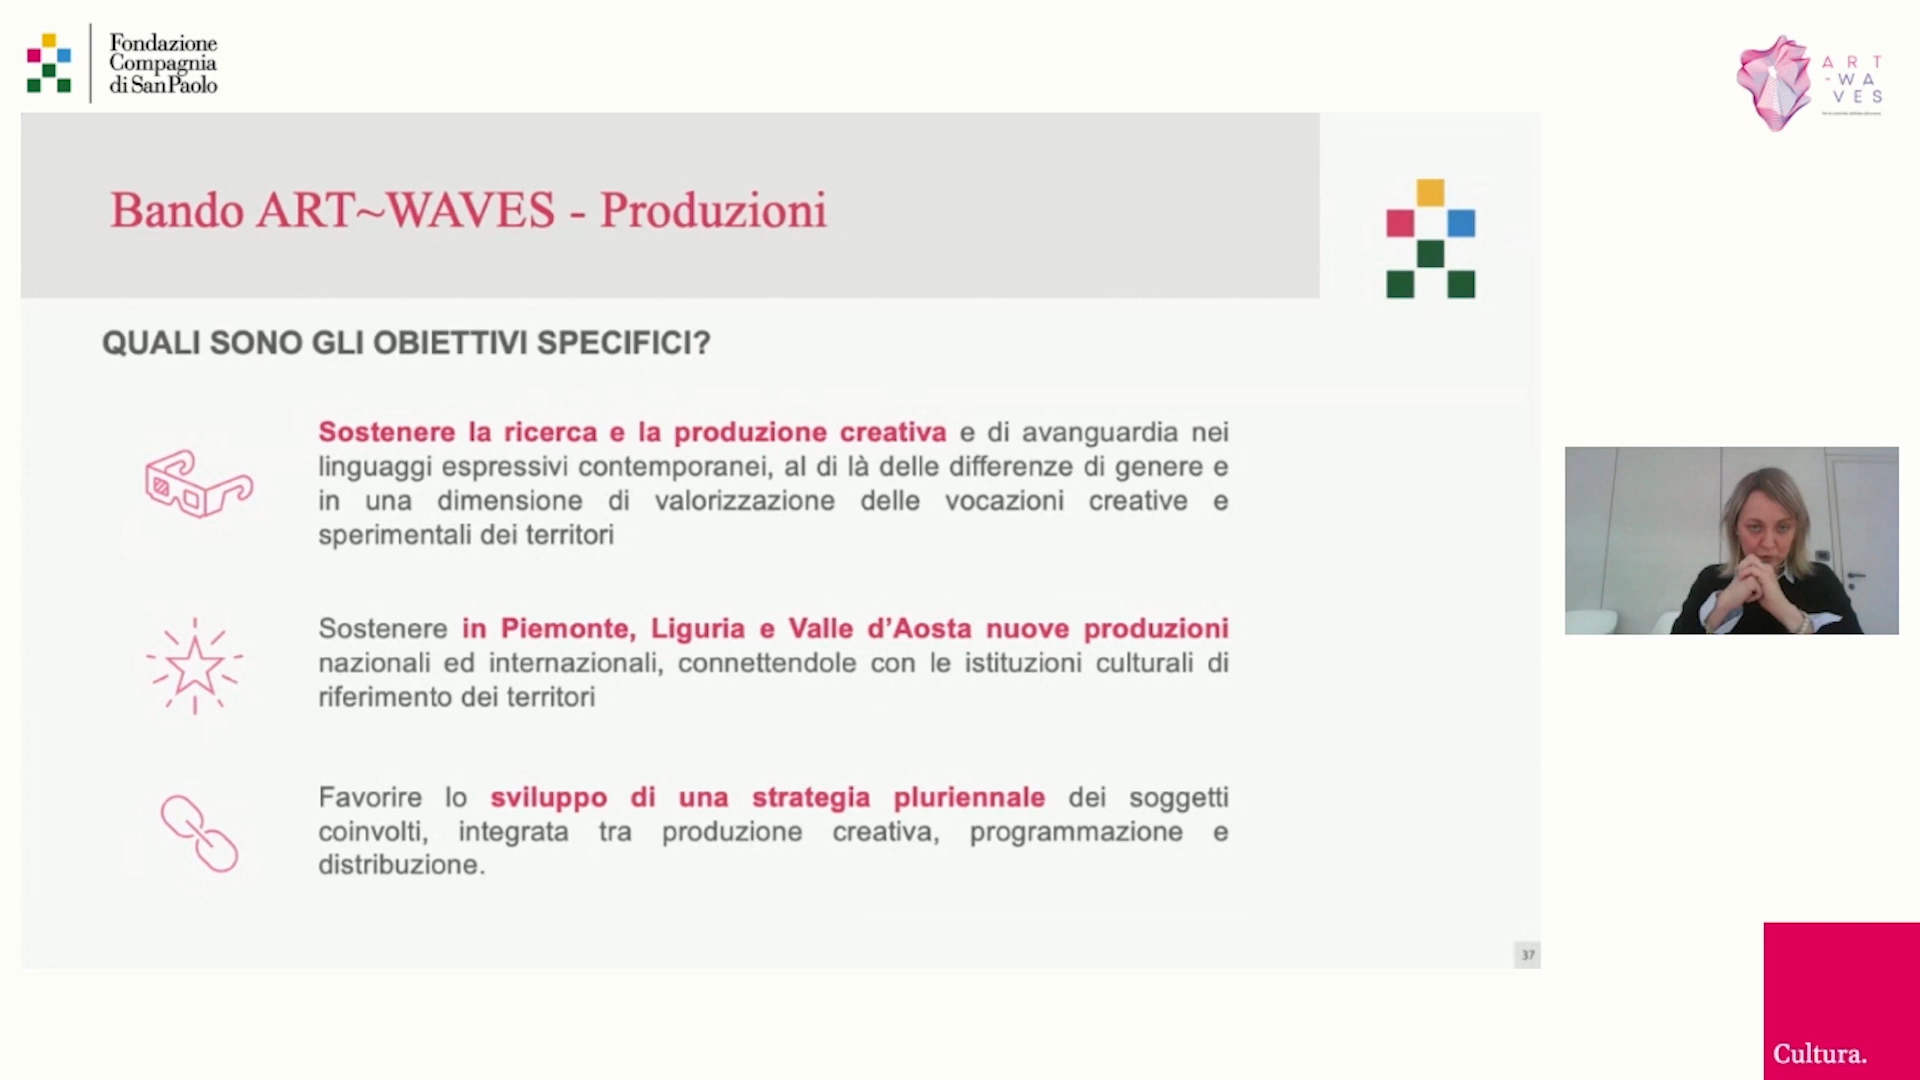 Fondazione
Compagnia
di San Paolo
ART
-WA
VES
Bando ART~WAVES - Produzioni
QUALI SONO GLI OBIETTIVI SPECIFICI?
Sostenere la ricerca e la produzione creativa e di avanguardia nei
linguaggi espressivi contemporanei, al di là delle differenze di genere e
in una dimensione di valorizzazione delle vocazioni creative e
sperimentali dei territori
Sostenere in Piemonte, Liguria e Valle d’Aosta nuove produzioni
nazionali ed internazionali, connettendole con le istituzioni culturali di
riferimento dei territori
Favorire lo sviluppo di una strategia pluriennale dei soggetti
coinvolti, integrata tra produzione creativa, programmazione e
distribuzione.
37
Cultura.